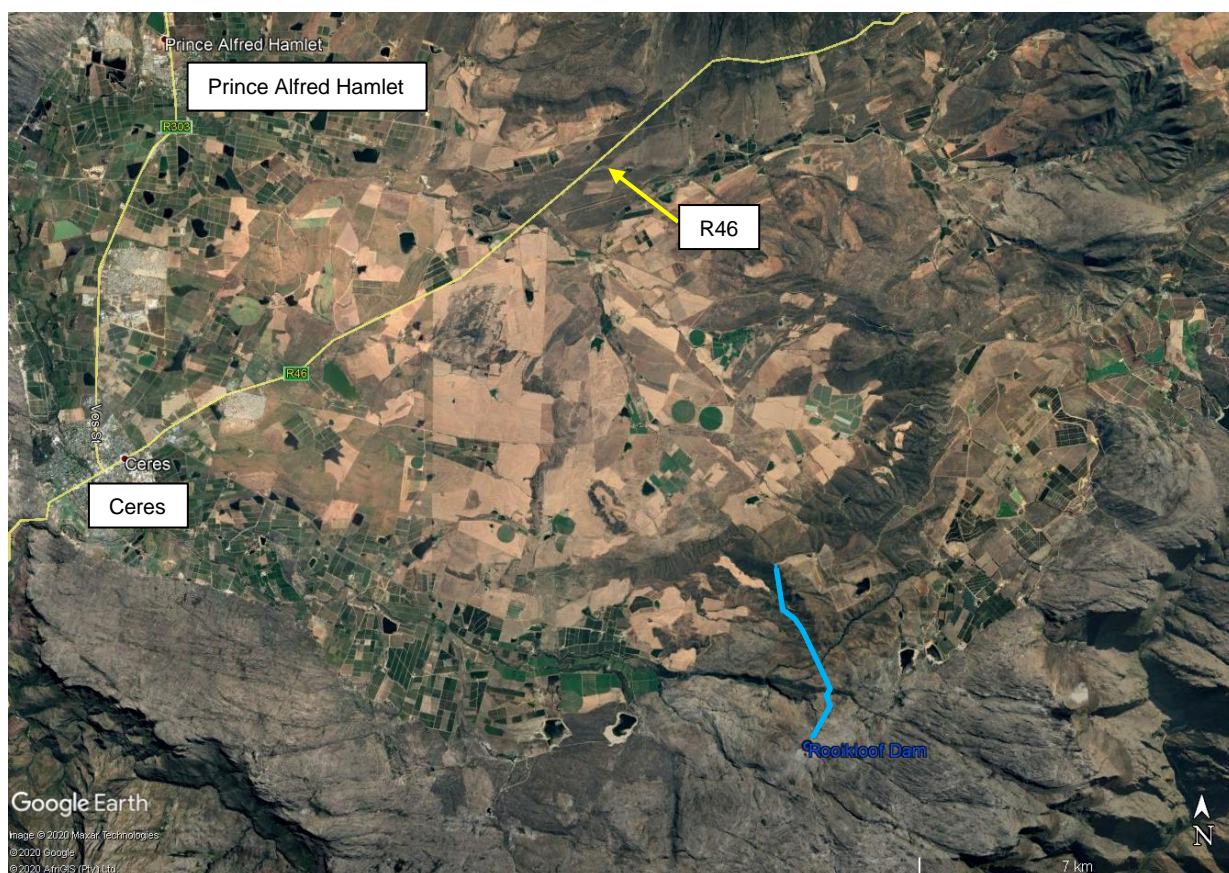 Prince Alfred Hamlet
Prince Alfred Hamlet
R303
R46
R46
Vos St
Ceres
Ceres
Rooikloof Dam
Google Earth
Image © 2020 Maxar Technologies
© 2020 Google
© 2020 AfriGIS (Pty) Ltd.
N
7 km